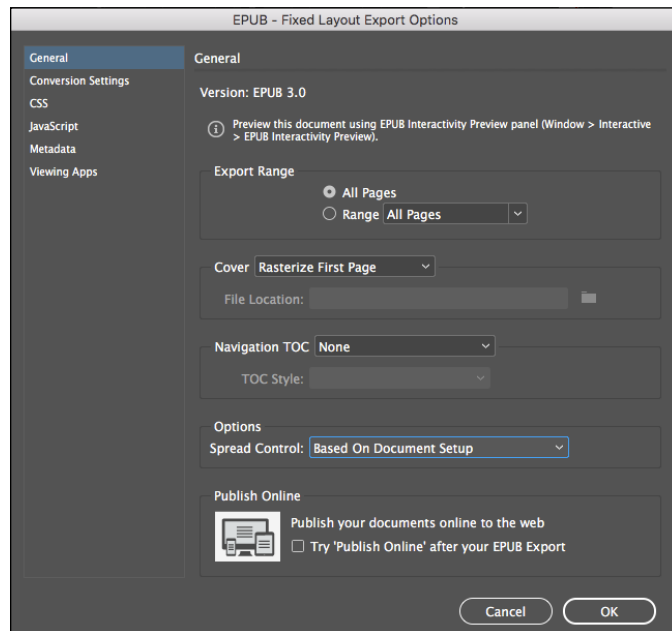 EPUB - Fixed Layout Export Options
General
Conversion Settings
CSS
JavaScript
Metadata
Viewing Apps
General
Version: EPUB 3.0
Preview this document using EPUB Interactivity Preview panel (Window > Interactive
> EPUB Interactivity Preview).
Export Range
All Pages
Range All Pages
Cover Rasterize First Page
File Location:
Navigation TOC None
TOC Style:
Options
Spread Control: Based On Document Setup
Publish Online
Publish your documents online to the web
Try 'Publish Online' after your EPUB Export
Cancel OK